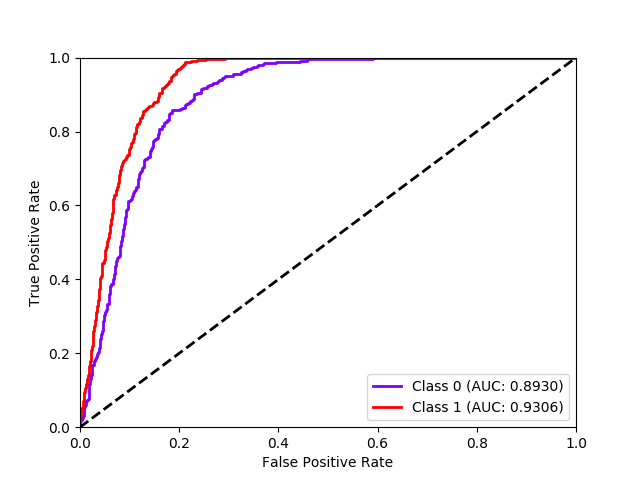 1.0
0.8
0.6
0.4
0.2
0.0
True Positive Rate
0.0 0.2 0.4 0.6 0.8 1.0
False Positive Rate
Class 0 (AUC: 0.8930)
Class 1 (AUC: 0.9306)